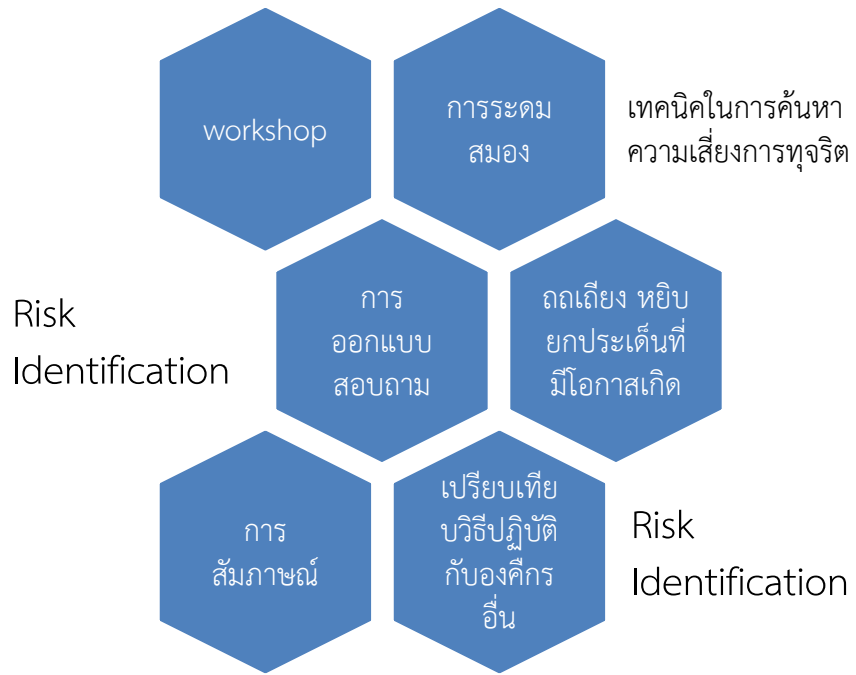 workshop
การระดม
สมอง
เทคนิคในการค้นหา
ความเสี่ยงการทุจริต
Risk
Identification
การ
ออกแบบ
สอบถาม
ถถเถียง หยิบ
ยกประเด็นที่
มีโอกาสเกิด
การ
สัมภาษณ์
เปรียบเทีย
บวิธีปฏิบัติ
กับองค์กร
อื่น
Risk
Identification